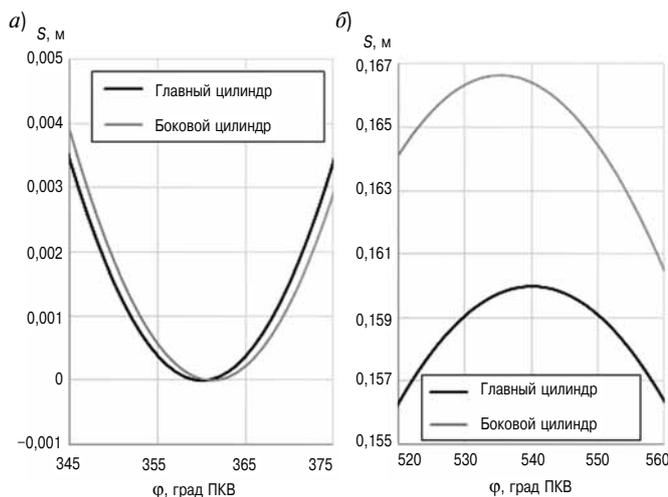 а)
S, м
0,005
0,004
0,003
0,002
0,001
0
−0,001
345
355
365
375
φ, град ПКВ
Главный цилиндр
Боковой цилиндр
б)
S, м
0,167
0,165
0,163
0,161
0,159
0,157
0,155
520
530
540
550
560
φ, град ПКВ
Главный цилиндр
Боковой цилиндр